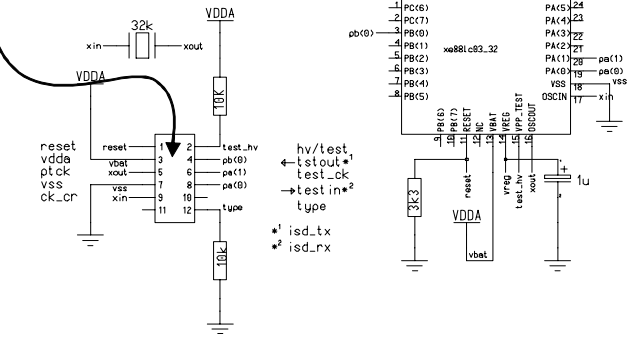 32k
xin
xout
VDDA
10K
VDDA
reset
vdda
ptck
vss
ck_cr
reset 1 2 test_hv
vbat 3 4 pb(0)
xout 5 6 pa(1)
vss 7 8 pa(0)
xin 9 10
11 12 type
10k
hv/test
tstout*1
test_ck
testin*2
type
*1 isd_tx
*2 isd_rx
xe88lc03_32
1 PC(6)
2 PC(7)
pb(0) 3 PB(0)
4 PB(1)
5 PB(2)
6 PB(3)
7 PB(4)
8 PB(5)
PA(5) 24
PA(4) 23
PA(3) 22
PA(2) 21
PA(1) 20 pa(1)
PA(0) 19 pa(0)
VSS 18 vss
OSCIN 17 xin
9 PB(6)
10 PB(7)
11 RESET
12 NC
13 VBAT
14 VREG
15 VPP_TEST
16 OSCOUT
reset
vreg
test_hv
xout
3k3
VDDA
vbat
+
1u